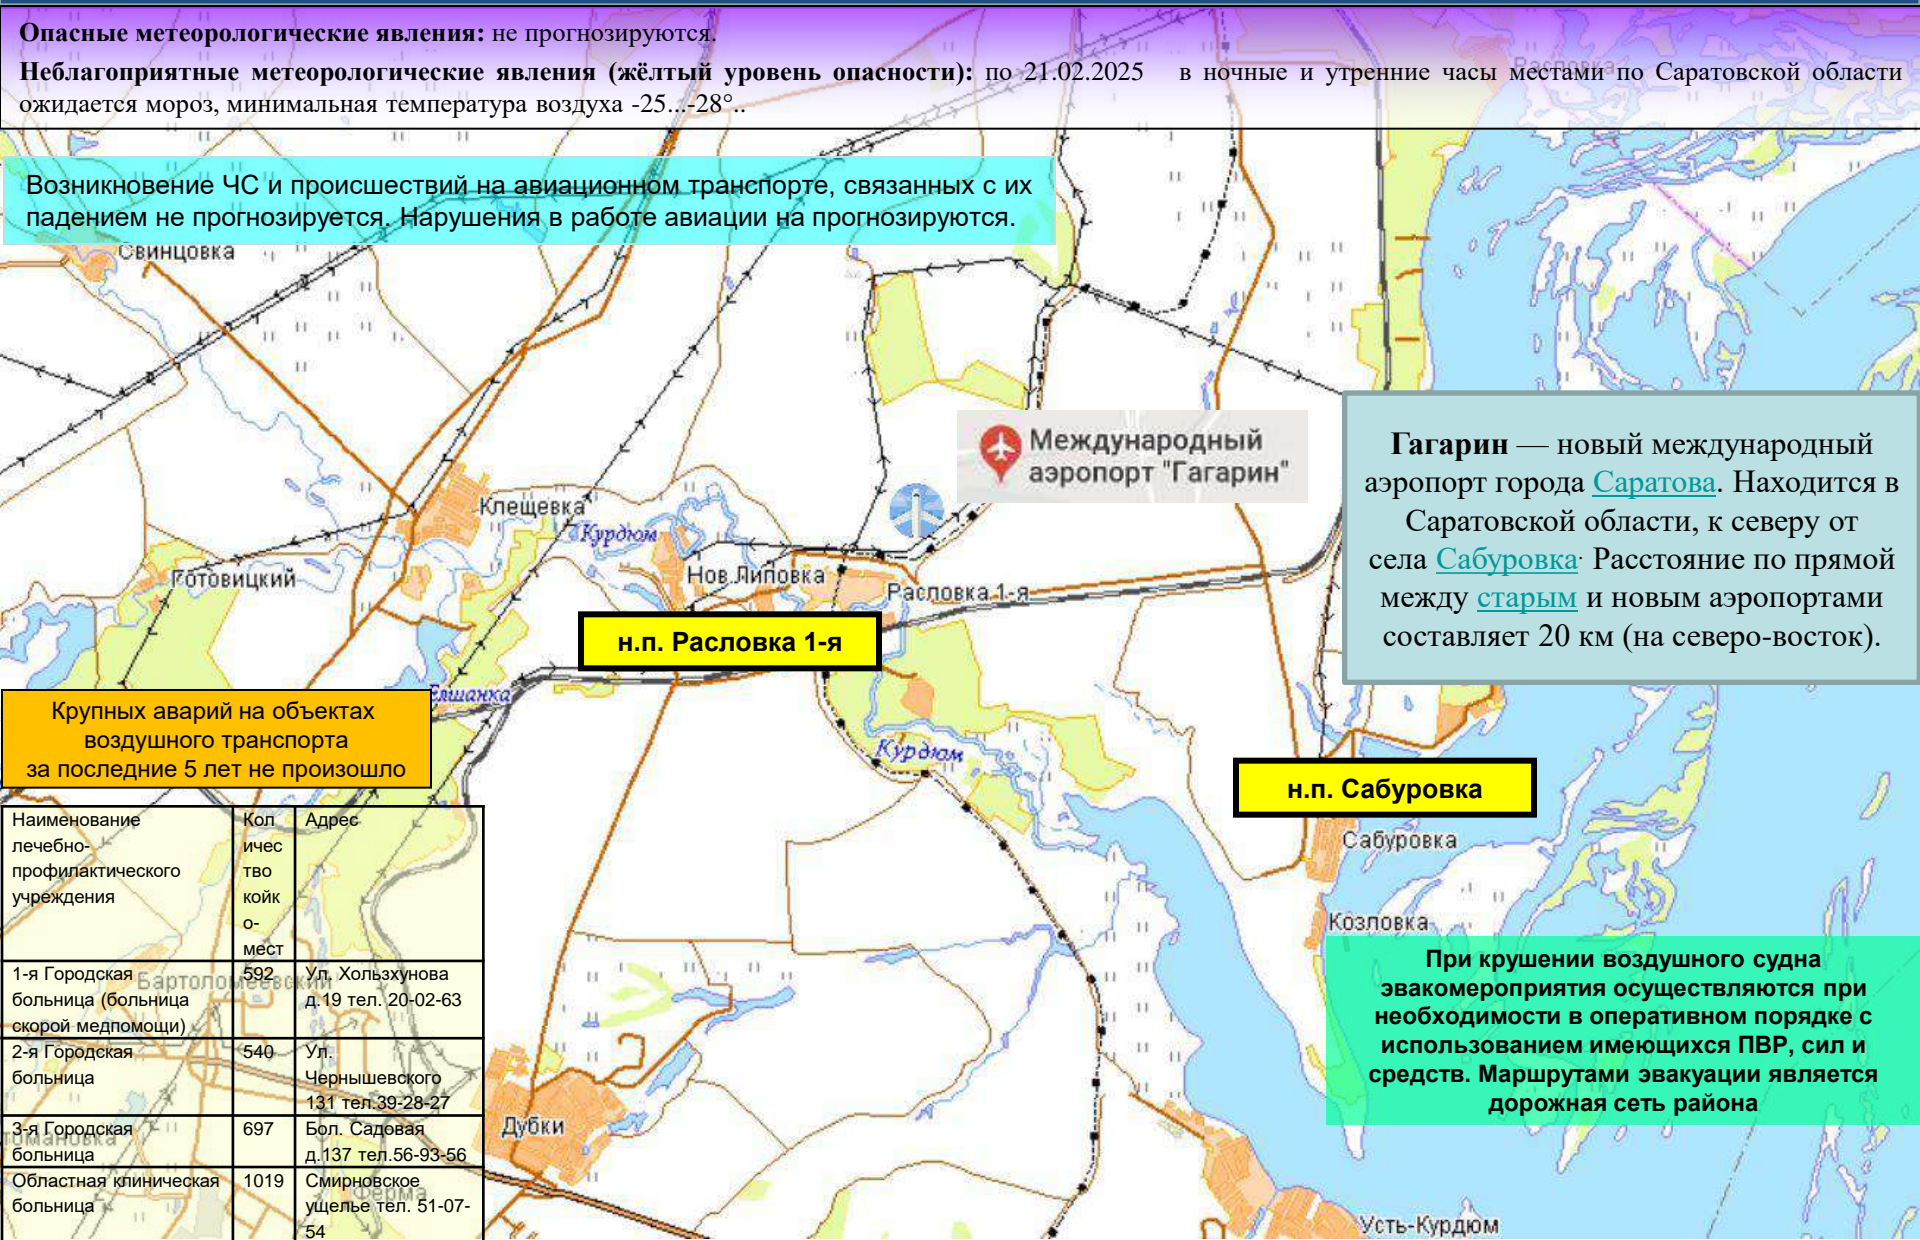 Опасные метеорологические явления: не прогнозируются.
Неблагоприятные метеорологические явления (жёлтый уровень опасности): по 21.02.2025 в ночные и утренние часы местами по Саратовской области
ожидается мороз, минимальная температура воздуха -25...-28°..
Возникновение ЧС и происшествий на авиационном транспорте, связанных с их
падением не прогнозируется. Нарушения в работе авиации на прогнозируются.
Свинцовка
Международный
аэропорт "Гагарин"
Гагарин — новый международный
аэропорт города Саратова. Находится в
Саратовской области, к северу от
села Сабуровка. Расстояние по прямой
между старым и новым аэропортами
составляет 20 км (на северо-восток).
Клещевка
Курдюм
Готовицкий
Нов.Липовка
Расловка 1-я
н.п. Расловка 1-я
Елшанка
Крупных аварий на объектах
воздушного транспорта
за последние 5 лет не произошло
Курдюм
н.п. Сабуровка
Сабуровка
Козловка
При крушении воздушного судна
эвакомероприятия осуществляются при
необходимости в оперативном порядке с
использованием имеющихся ПВР, сил и
средств. Маршрутами эвакуации является
дорожная сеть района
Наименование
лечебно-
профилактического
учреждения
Кол
ичес
тво
койк
о-
мест
Адрес
1-я Городская
больница (больница
скорой медпомощи)
592
Ул. Хользхунова
д.19 тел. 20-02-63
Бартоломеевский
2-я Городская
больница
540
Ул.
Чернышевского
131 тел.39-28-27
3-я Городская
больница
697
Бол. Садовая
д.137 тел.56-93-56
Областная клиническая
больница
1019
Смирновское
ущелье тел. 51-07-
54
Ферма
Дубки
Усть-Курдюм